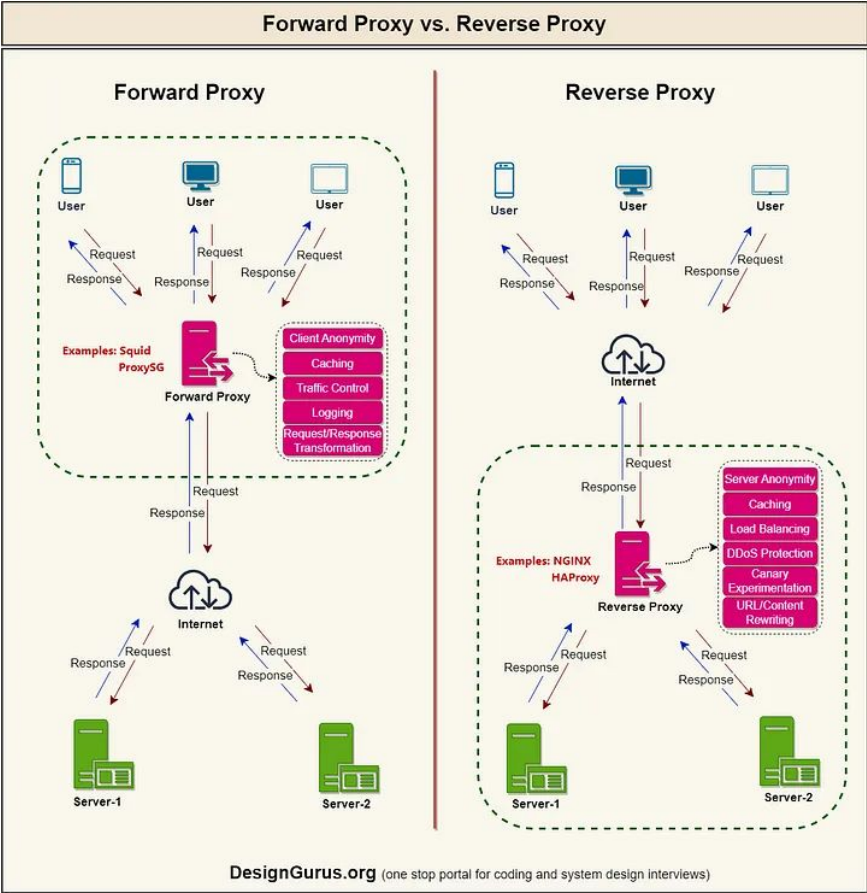 Forward Proxy vs. Reverse Proxy
Forward Proxy
User
User
User
Request
Response
Request
Response
Request
Response
Examples: Squid
ProxySG
Forward Proxy
Client Anonymity
Caching
Traffic Control
Logging
Request/Response
Transformation
Request
Response
Internet
Response
Request
Request
Response
Server-1
Server-2
Reverse Proxy
User
User
User
Request
Response
Request
Response
Request
Response
Internet
Request
Response
Examples: NGINX
HAProxy
Reverse Proxy
Server Anonymity
Caching
Load Balancing
DDoS Protection
Canary
Experimentation
URL/Content
Rewriting
Response
Request
Request
Response
Server-1
Server-2
DesignGurus.org (one stop portal for coding and system design interviews)